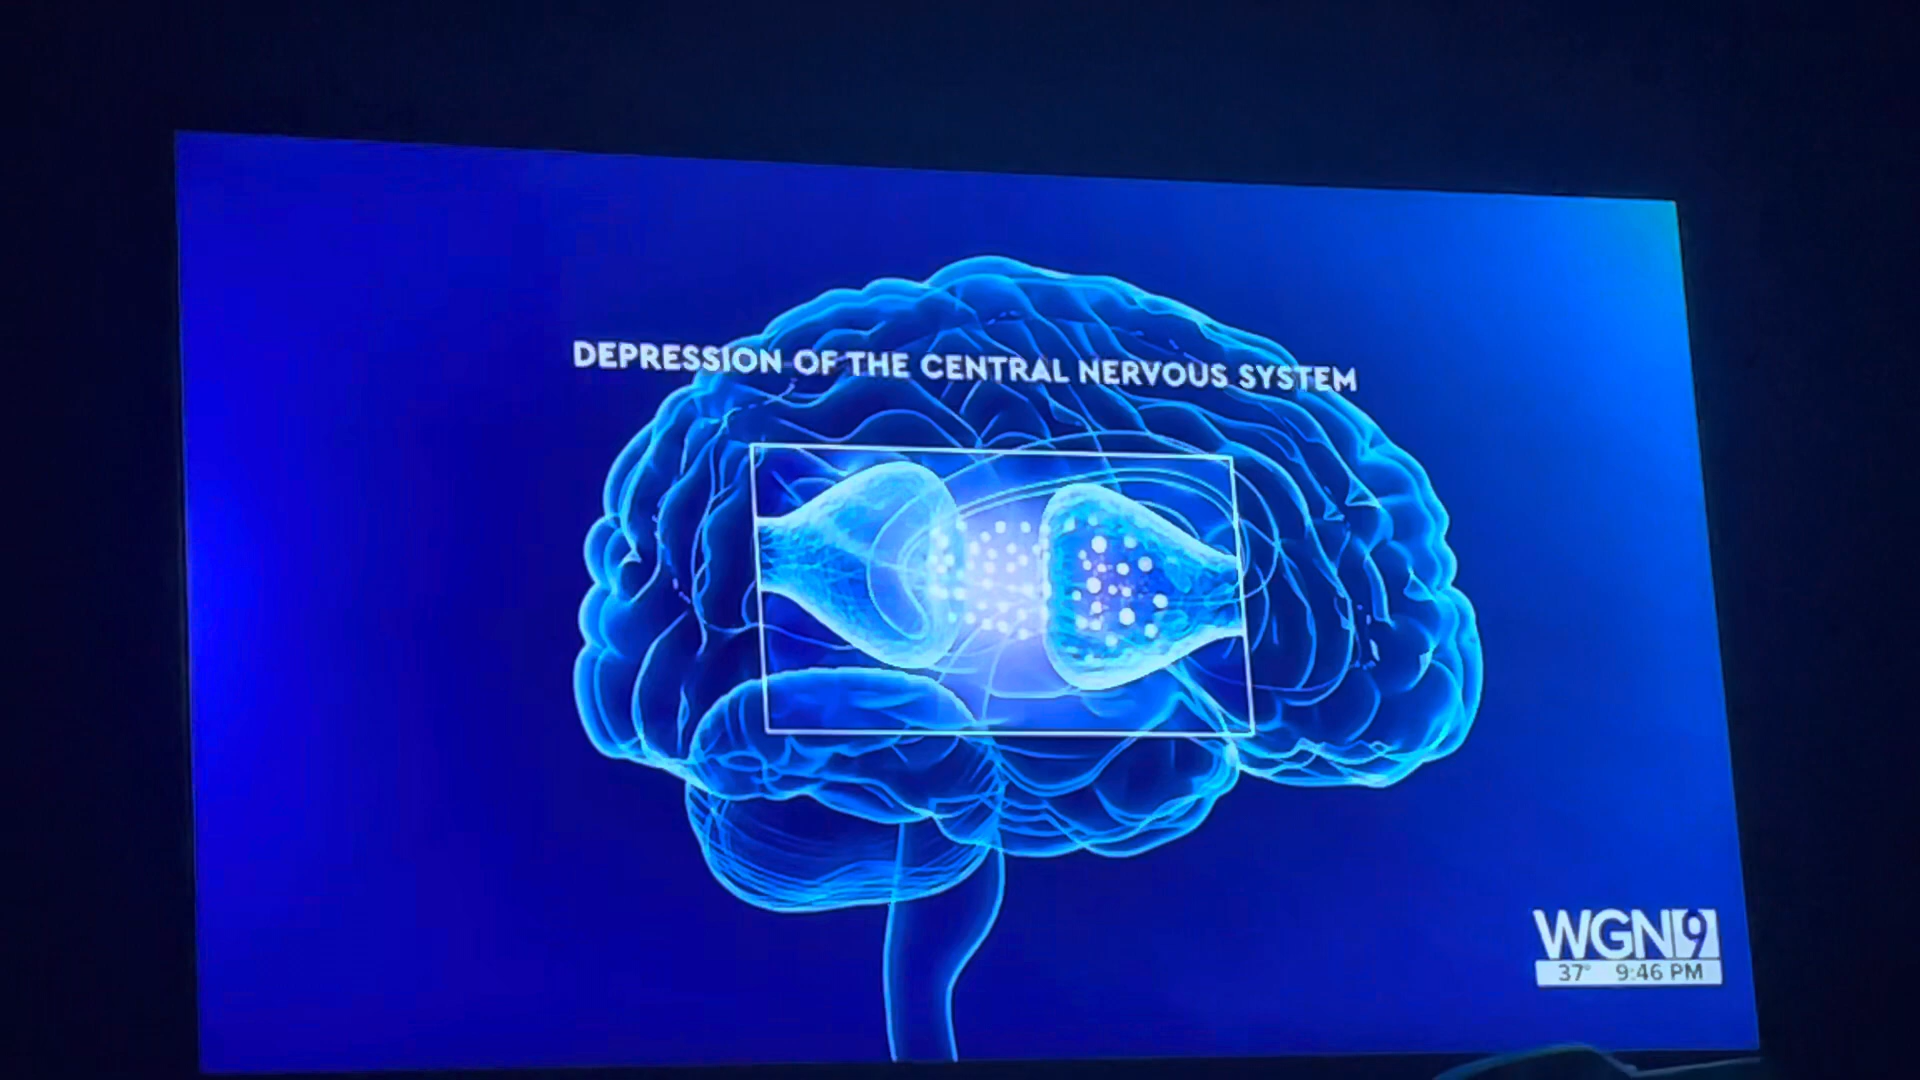 DEPRESSION OF THE CENTRAL NERVOUS SYSTEM
WGN9
37° 9:46 PM